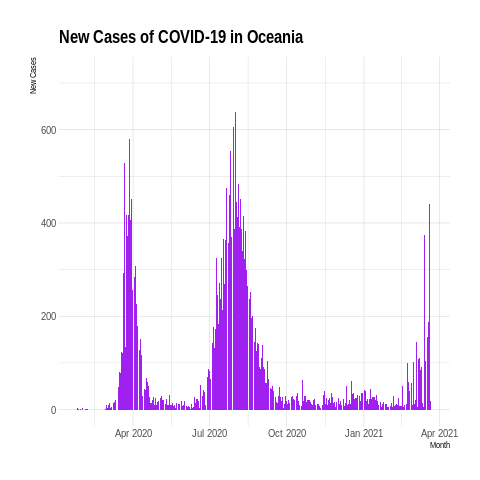 New Cases of COVID-19 in Oceania
New Cases
600
400
200
0
Apr 2020
Jul 2020
Oct 2020
Jan 2021
Apr 2021
Month